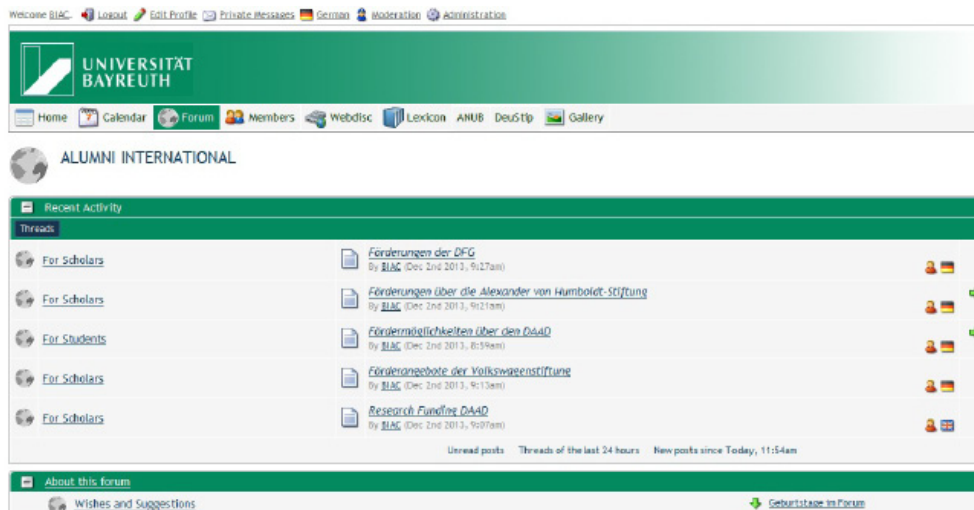 Welcome BIAC. Logout Edit Profile Private Messages German Moderation Administration
UNIVERSITÄT
BAYREUTH
Home 7 Calendar Forum Members Webdisc Lexicon ANUB DeuStip Gallery
ALUMNI INTERNATIONAL
Recent Activity
Threads
For Scholars Förderungen der DFG
By BIAC (Dec 2nd 2013, 9:27am)
For Scholars Förderungen über die Alexander von Humboldt-Stiftung
By BIAC (Dec 2nd 2013, 9:21am)
For Students Fördermöglichkeiten über den DAAD
By BIAC (Dec 2nd 2013, 8:59am)
For Scholars Förderangebote der Volkswagenstiftung
By BIAC (Dec 2nd 2013, 9:13am)
For Scholars Research Funding DAAD
By BIAC (Dec 2nd 2013, 9:07am)
Unread posts Threads of the last 24 hours New posts since Today, 11:54am
About this forum
Wishes and Suggestions Geburtstage im Forum